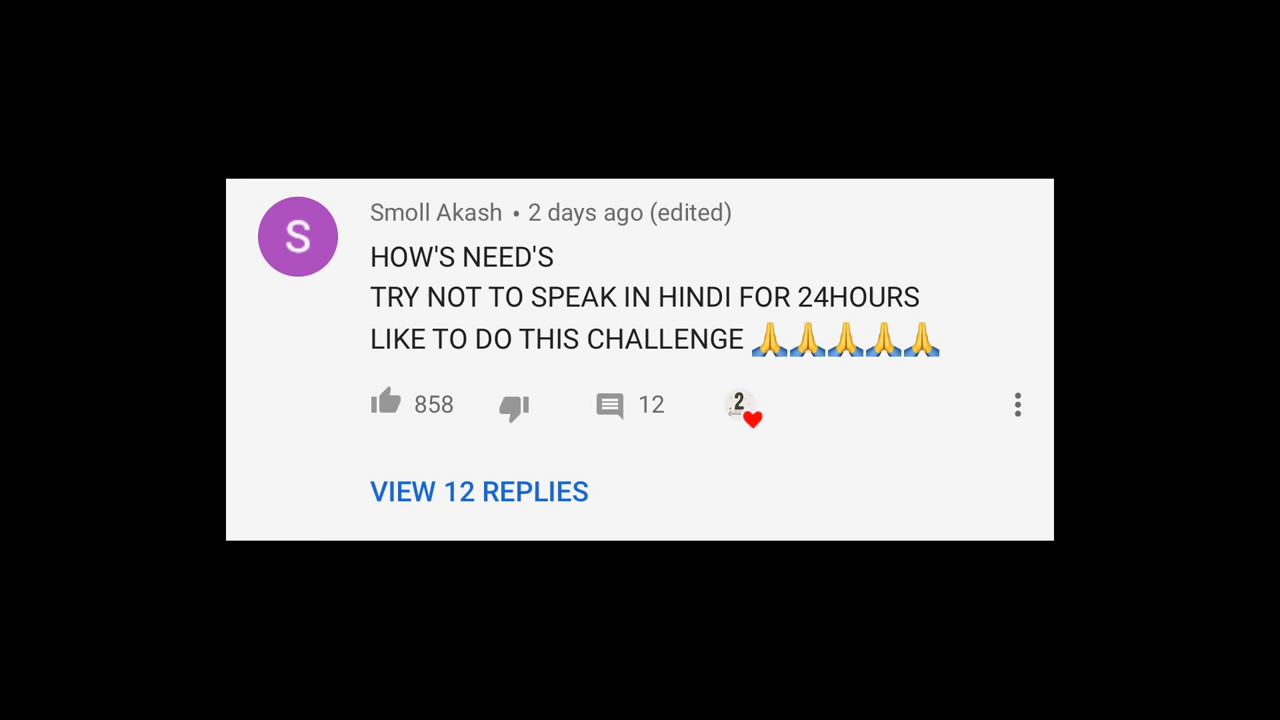 S
Smoll Akash • 2 days ago (edited)
HOW'S NEED'S
TRY NOT TO SPEAK IN HINDI FOR 24HOURS
LIKE TO DO THIS CHALLENGE 🙏🙏🙏🙏🙏
858 12 2
VIEW 12 REPLIES